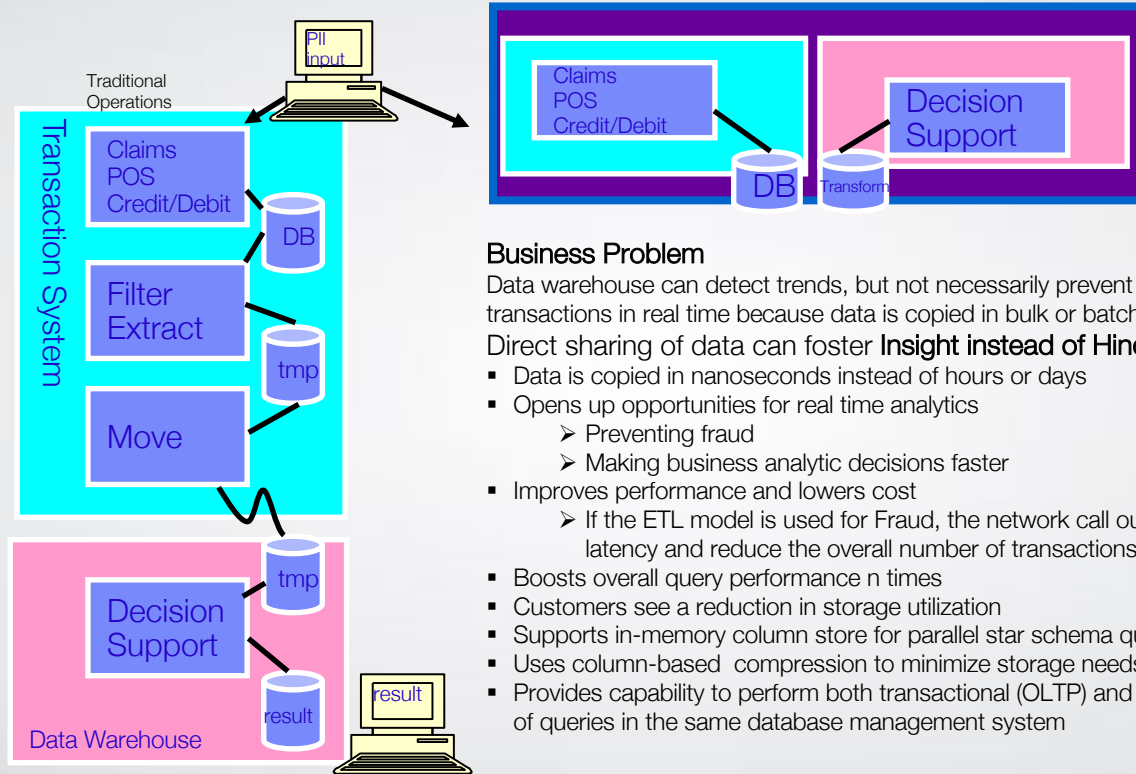 PII
input
Traditional
Operations
Transaction System
Claims
POS
Credit/Debit
DB
Filter
Extract
tmp
Move
tmp
Decision
Support
result
Data Warehouse
result
Claims
POS
Credit/Debit
DB
Transform
Decision
Support
Business Problem
Data warehouse can detect trends, but not necessarily prevent
transactions in real time because data is copied in bulk or batch
Direct sharing of data can foster Insight instead of
▪ Data is copied in nanoseconds instead of hours or days
▪ Opens up opportunities for real time analytics
➢ Preventing fraud
➢ Making business analytic decisions faster
▪ Improves performance and lowers cost
➢ If the ETL model is used for Fraud, the network call
latency and reduce the overall number of transactions
▪ Boosts overall query performance n times
▪ Customers see a reduction in storage utilization
▪ Supports in-memory column store for parallel star schema
▪ Uses column-based compression to minimize storage needs
▪ Provides capability to perform both transactional (OLTP) and
of queries in the same database management system